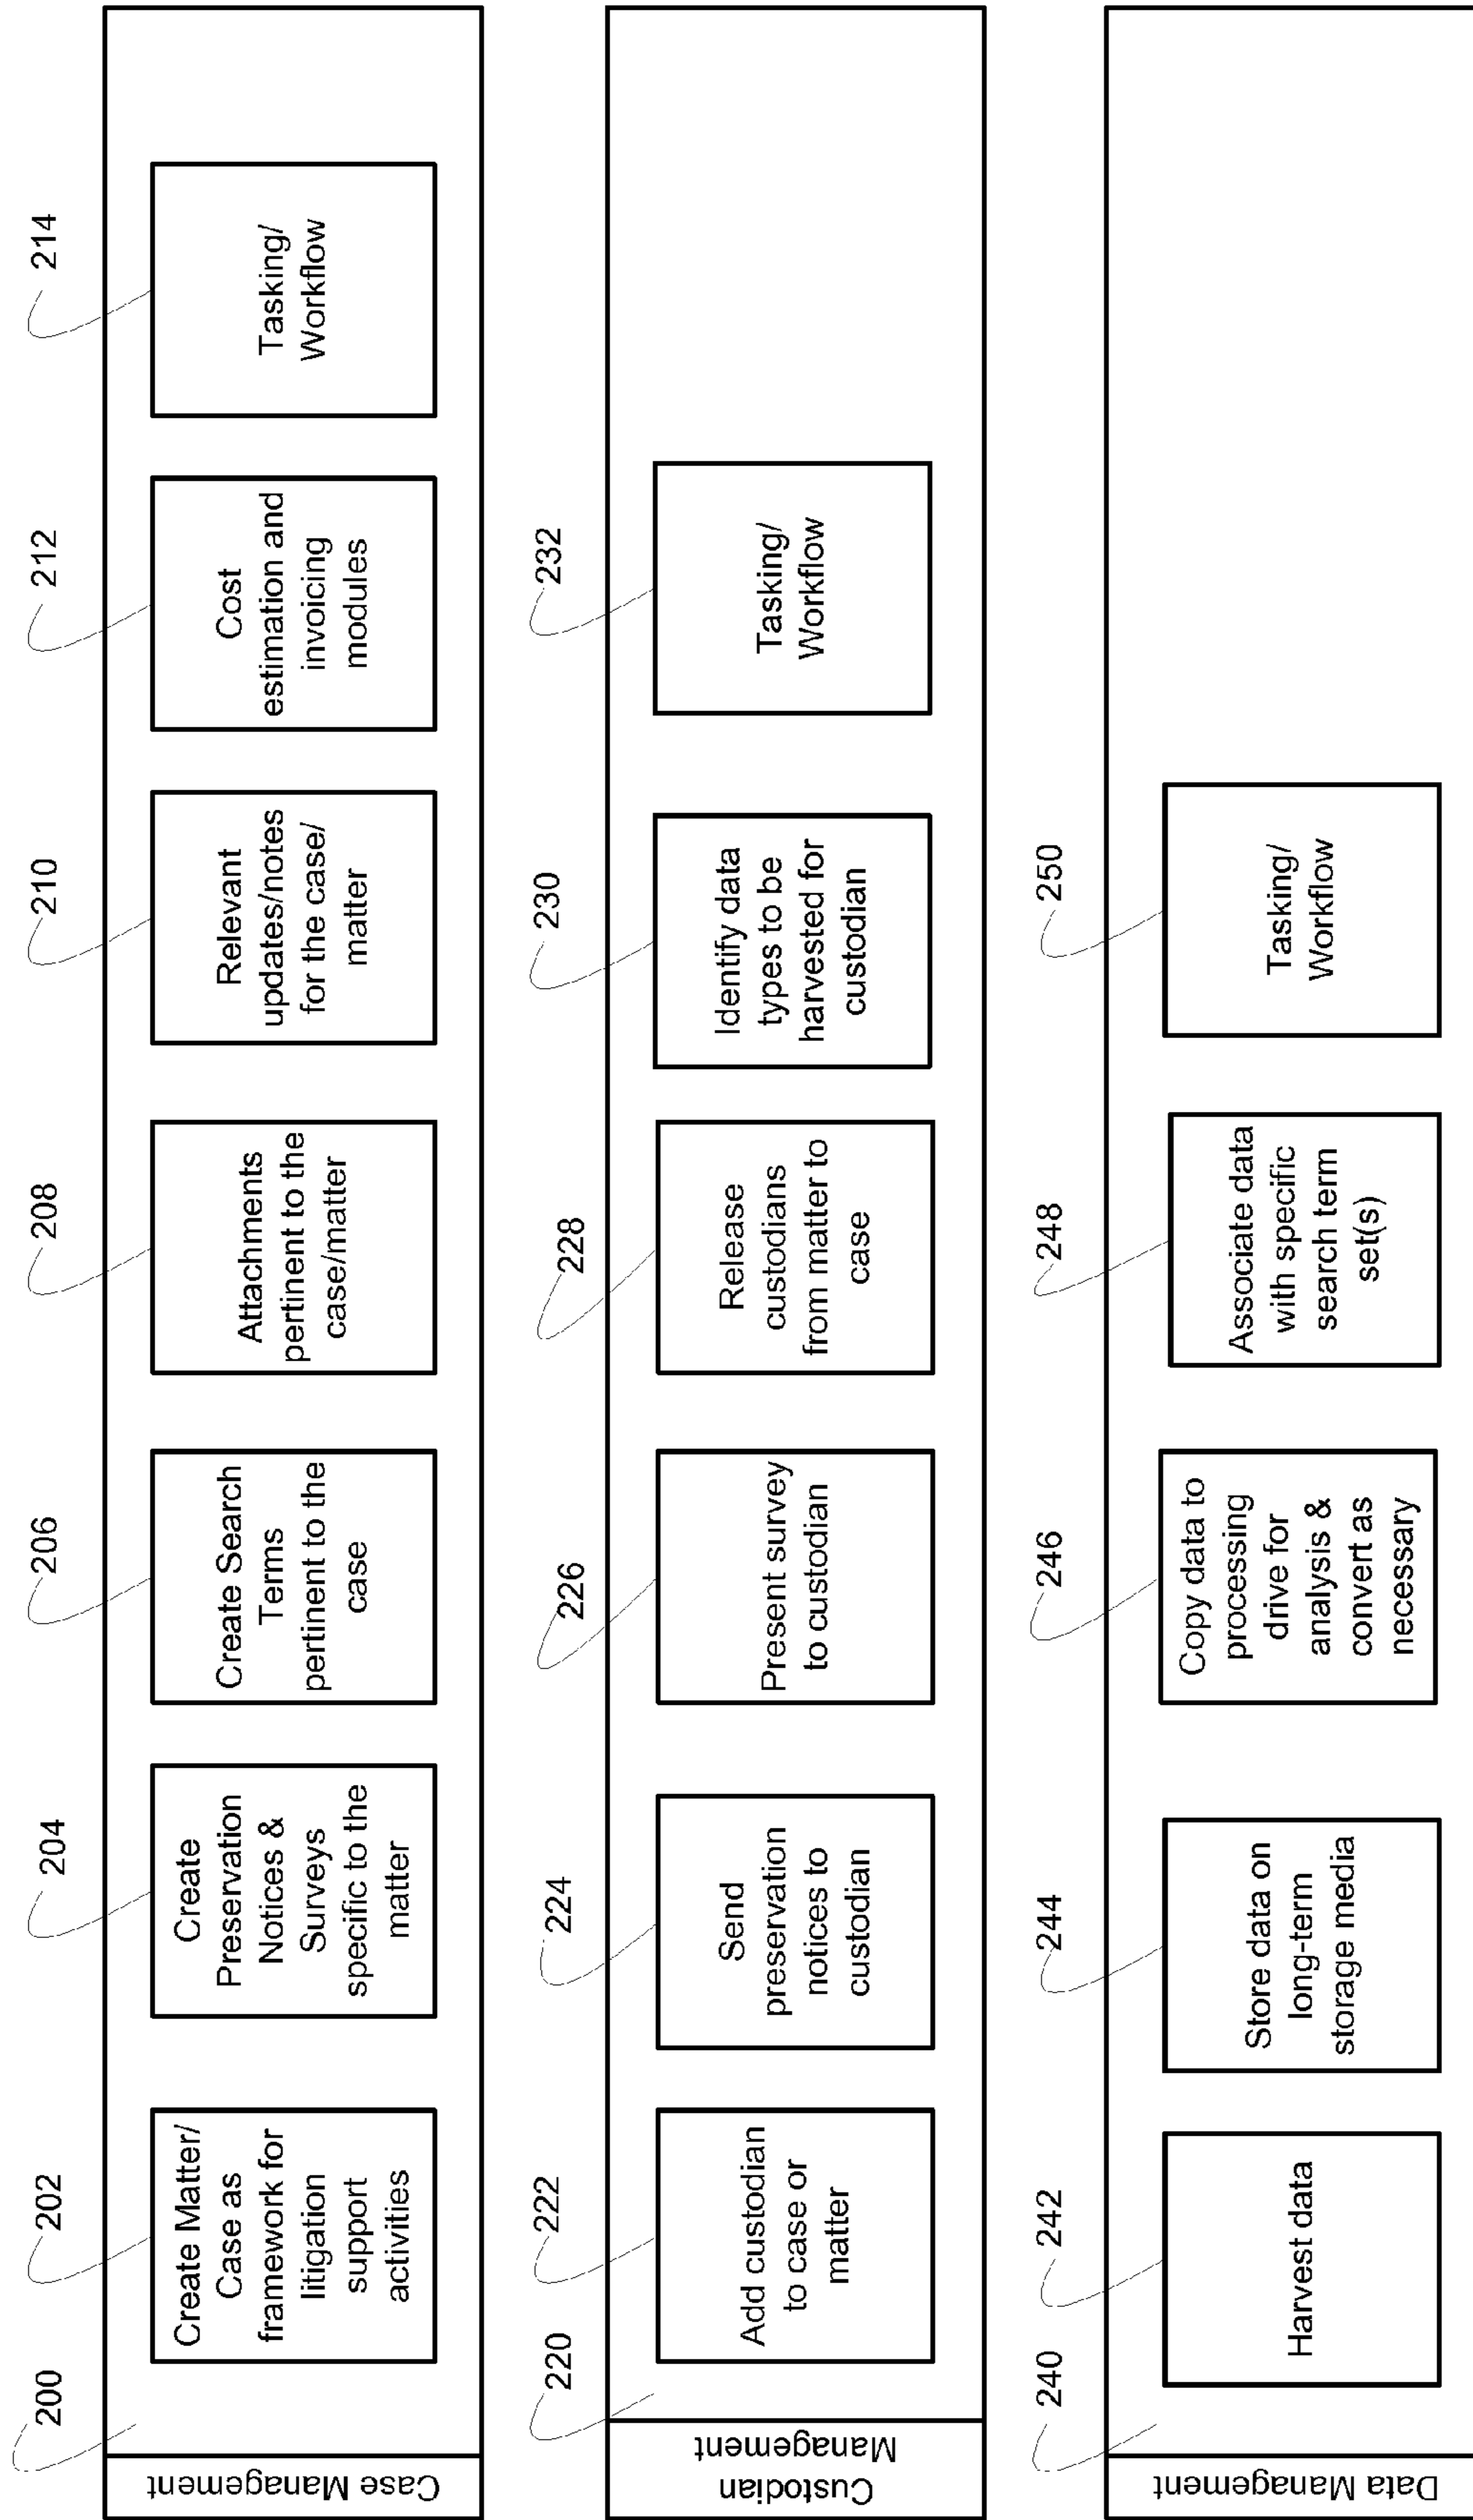 200
202
204
206
208
210
212
214
Case Management
Create Matter/
Case as
framework for
litigation
support
activities
Create
Preservation
Notices &
Surveys
specific to the
matter
Create Search
Terms
pertinent to the
case
Attachments
pertinent to the
case/matter
Relevant
updates/notes
for the case/
matter
Cost
estimation and
invoicing
modules
Tasking/
Workflow
220
222
224
226
228
230
232
Custodian
Management
Add custodian
to case or
matter
Send
preservation
notices to
custodian
Present survey
to custodian
Release
custodians
from matter to
case
Identify data
types to be
harvested for
custodian
Tasking/
Workflow
240
242
244
246
248
250
Data Management
Harvest data
Store data on
long-term
storage media
Copy data to
processing
drive for
analysis &
convert as
necessary
Associate data
with specific
search term
set(s)
Tasking/
Workflow